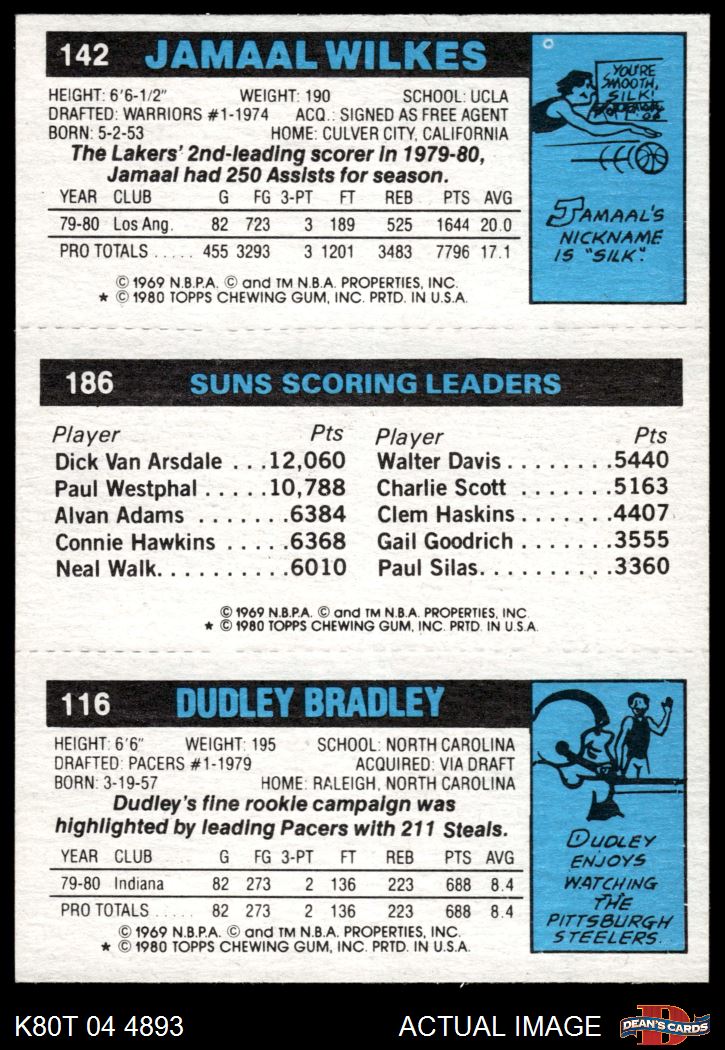 142 JAMAAL WILKES
HEIGHT: 6'6-1/2" WEIGHT: 190 SCHOOL: UCLA
DRAFTED: WARRIORS #1-1974 ACQ.: SIGNED AS FREE AGENT
BORN: 5-2-53 HOME: CULVER CITY, CALIFORNIA
The Lakers' 2nd-leading scorer in 1979-80,
Jamaal had 250 Assists for season.
YEAR CLUB G FG 3-PT FT REB PTS AVG
79-80 Los Ang. 82 723 3 189 525 1644 20.0
PRO TOTALS ..... 455 3293 3 1201 3483 7796 17.1
© 1969 N.B.P.A. © and TM N.B.A. PROPERTIES, INC.
★ © 1980 TOPPS CHEWING GUM, INC. PRTD. IN U.S.A.
YOU'RE
SMOOTH,
SILK!
JAMAAL'S
NICKNAME
IS "SILK".
186 SUNS SCORING LEADERS
Player Pts Player Pts
Dick Van Arsdale ...12,060 Walter Davis........5440
Paul Westphal .....10,788 Charlie Scott .......5163
Alvan Adams .......6384 Clem Haskins.......4407
Connie Hawkins .....6368 Gail Goodrich.......3555
Neal Walk..........6010 Paul Silas..........3360
© 1969 N.B.P.A. © and TM N.B.A. PROPERTIES, INC.
★ © 1980 TOPPS CHEWING GUM, INC. PRTD. IN U.S.A.
116 DUDLEY BRADLEY
HEIGHT: 6'6" WEIGHT: 195 SCHOOL: NORTH CAROLINA
DRAFTED: PACERS #1-1979 ACQUIRED: VIA DRAFT
BORN: 3-19-57 HOME: RALEIGH, NORTH CAROLINA
Dudley's fine rookie campaign was
highlighted by leading Pacers with 211 Steals.
YEAR CLUB G FG 3-PT FT REB PTS AVG
79-80 Indiana 82 273 2 136 223 688 8.4
PRO TOTALS ..... 82 273 2 136 223 688 8.4
© 1969 N.B.P.A. © and TM N.B.A. PROPERTIES, INC.
★ © 1980 TOPPS CHEWING GUM, INC. PRTD. IN U.S.A.
DUDLEY
ENJOYS
WATCHING
THE
PITTSBURGH
STEELERS.
K80T 04 4893 ACTUAL IMAGE DEAN'S CARDS